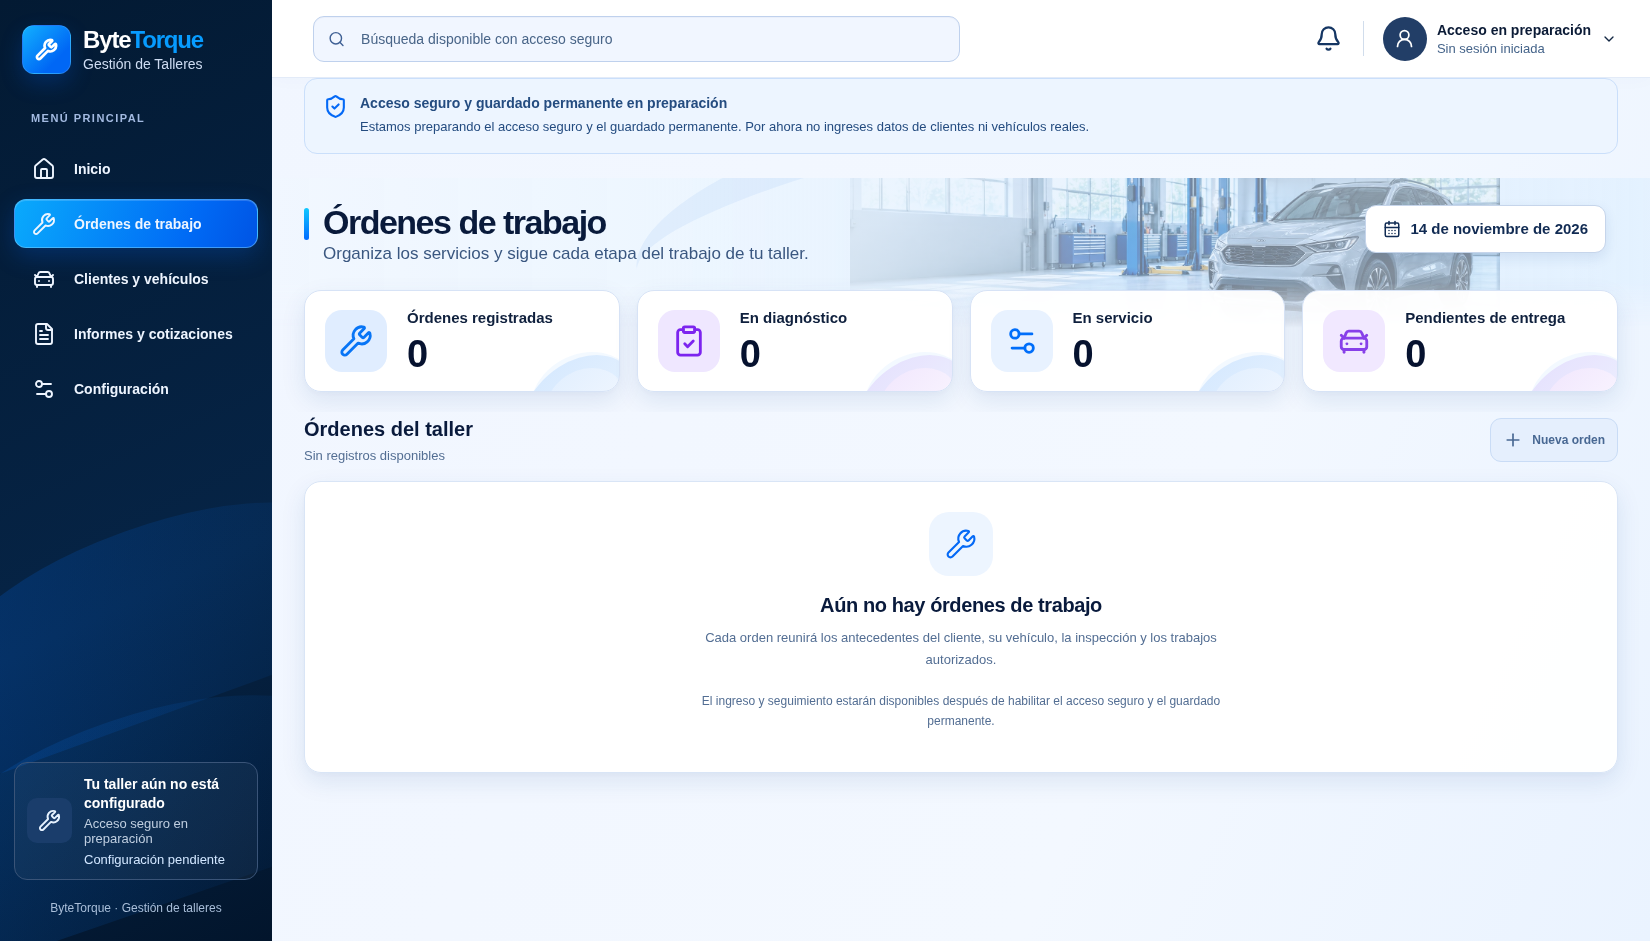 ByteTorque
Gestión de Talleres
MENÚ PRINCIPAL
Inicio
Órdenes de trabajo
Clientes y vehículos
Informes y cotizaciones
Configuración
Tu taller aún no está
configurado
Acceso seguro en
preparación
Configuración pendiente
ByteTorque · Gestión de talleres
Búsqueda disponible con acceso seguro
Acceso en preparación
Sin sesión iniciada
Acceso seguro y guardado permanente en preparación
Estamos preparando el acceso seguro y el guardado permanente. Por ahora no ingreses datos de clientes ni vehículos reales.
Órdenes de trabajo
Organiza los servicios y sigue cada etapa del trabajo de tu taller.
14 de noviembre de 2026
Órdenes registradas
0
En diagnóstico
0
En servicio
0
Pendientes de entrega
0
Órdenes del taller
Sin registros disponibles
Nueva orden
Aún no hay órdenes de trabajo
Cada orden reunirá los antecedentes del cliente, su vehículo, la inspección y los trabajos
autorizados.
El ingreso y seguimiento estarán disponibles después de habilitar el acceso seguro y el guardado
permanente.